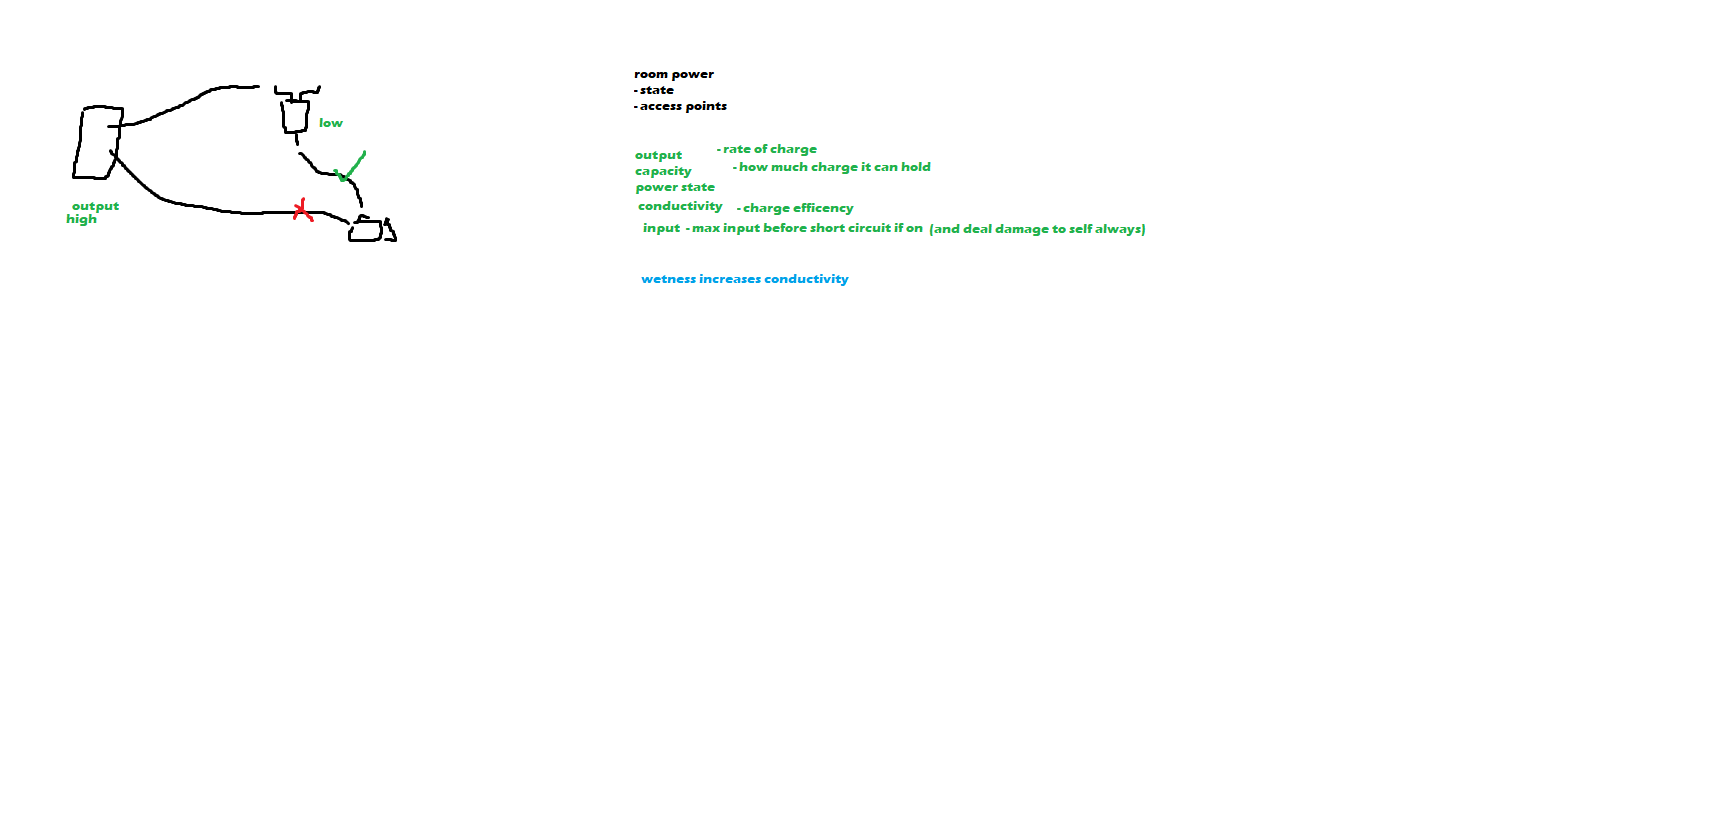 room power
- state
- access points
low
output
high
output - rate of charge
capacity - how much charge it can hold
power state
conductivity - charge efficency
input - max input before short circuit if on (and deal damage to self always)
wetness increases conductivity